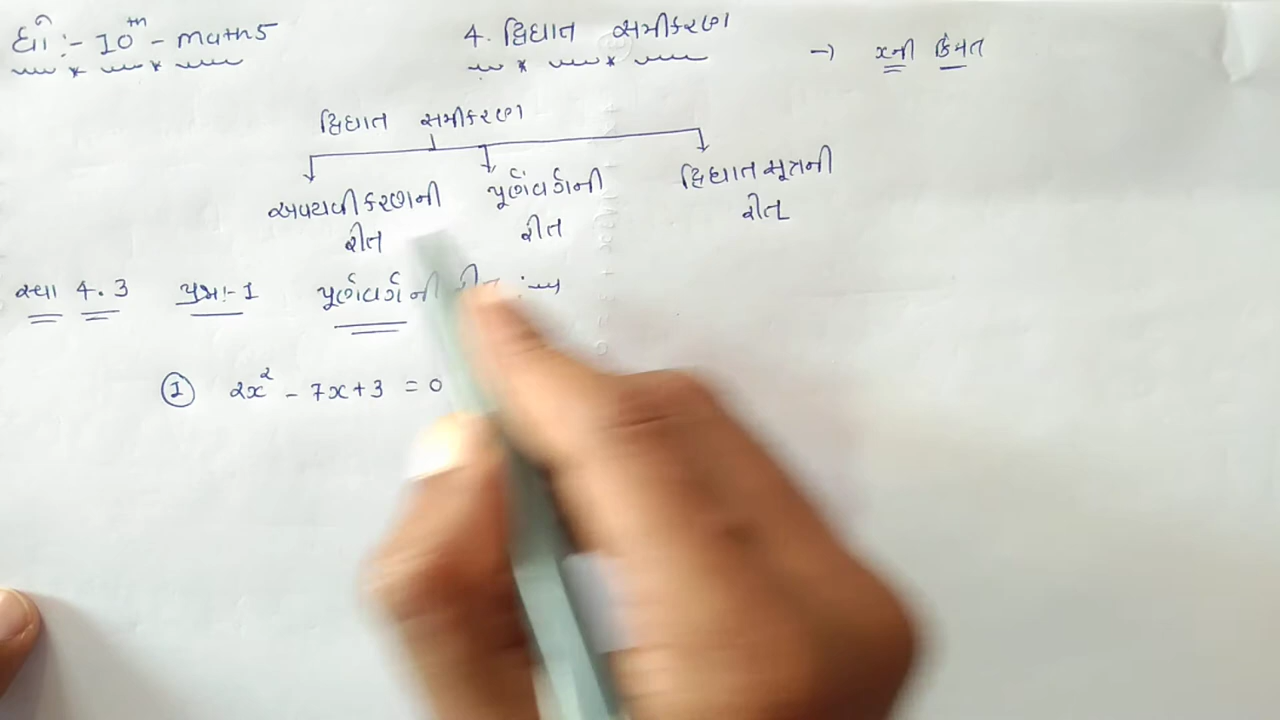 ધો :- 10th - maths
4. દ્વિઘાત સમીકરણ → xની કિંમત
દ્વિઘાત સમીકરણ
અવયવીકરણની રીત
પૂર્ણવર્ગની રીત
દ્વિઘાત સૂત્રની રીત
સ્વા 4.3 પ્રશ્ન:-1 પૂર્ણવર્ગની
① 2x² - 7x + 3 = 0